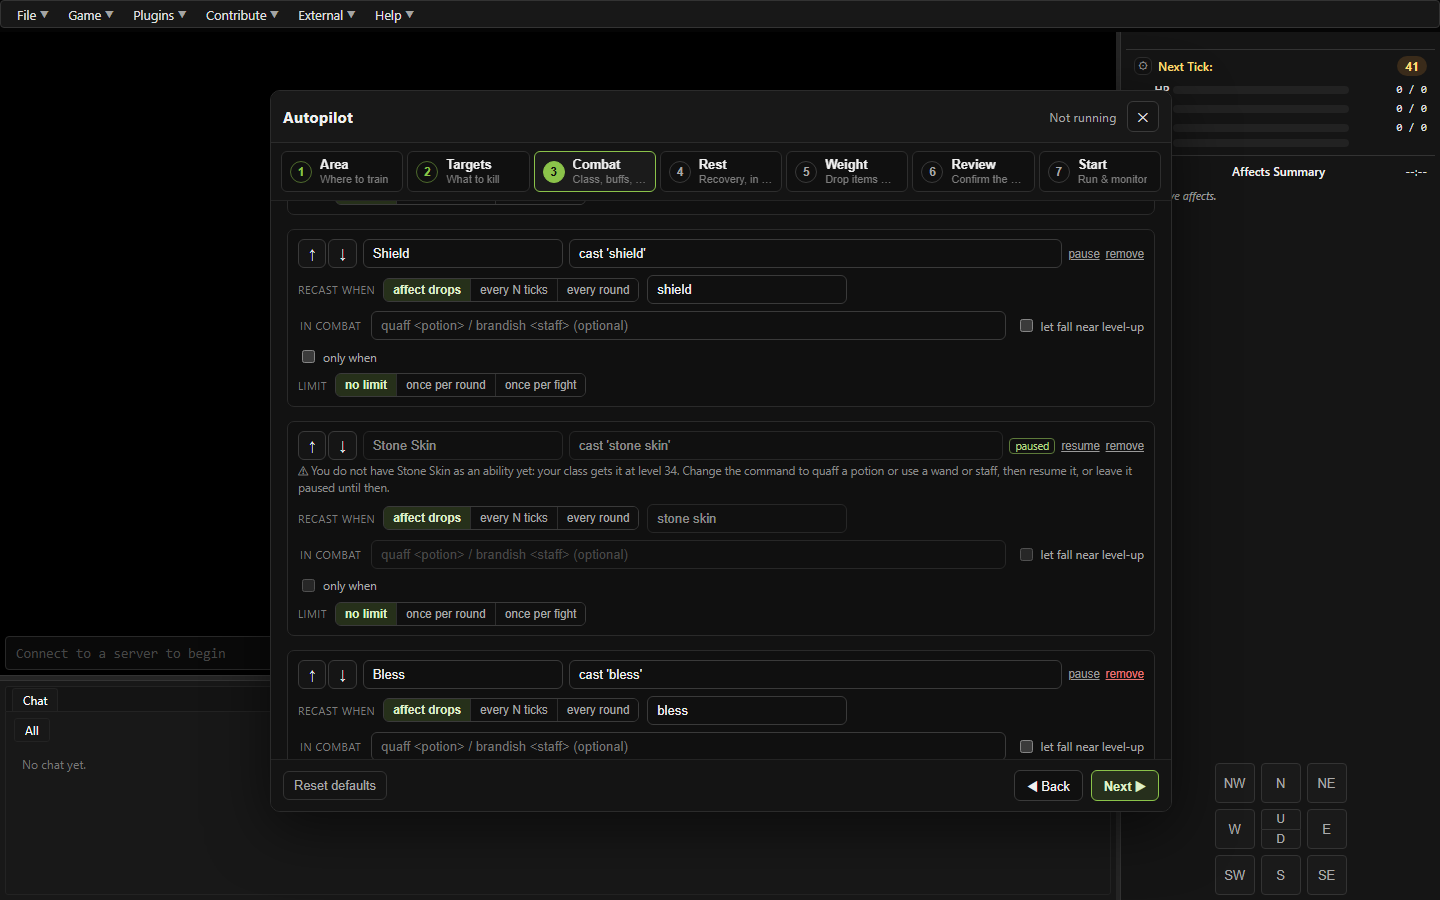 File ▼ Game ▼ Plugins ▼ Contribute ▼ External ▼ Help ▼
Next Tick: 41
HP 0 / 0
0 / 0
0 / 0
Affects Summary --:--
ve affects.
Autopilot Not running ✕
1 Area Where to train
2 Targets What to kill
3 Combat Class, buffs, ...
4 Rest Recovery, in ...
5 Weight Drop items ...
6 Review Confirm the ...
7 Start Run & monitor
↑ ↓ Shield cast 'shield' pause remove
RECAST WHEN affect drops every N ticks every round shield
IN COMBAT quaff <potion> / brandish <staff> (optional) let fall near level-up
only when
LIMIT no limit once per round once per fight
↑ ↓ Stone Skin cast 'stone skin' paused resume remove
⚠ You do not have Stone Skin as an ability yet: your class gets it at level 34. Change the command to quaff a potion or use a wand or staff, then resume it, or leave it
paused until then.
RECAST WHEN affect drops every N ticks every round stone skin
IN COMBAT quaff <potion> / brandish <staff> (optional) let fall near level-up
only when
LIMIT no limit once per round once per fight
↑ ↓ Bless cast 'bless' pause remove
RECAST WHEN affect drops every N ticks every round bless
IN COMBAT quaff <potion> / brandish <staff> (optional) let fall near level-up
Reset defaults ◀ Back Next ▶
Connect to a server to begin
Chat
All
No chat yet.
NW N NE
W U D E
SW S SE